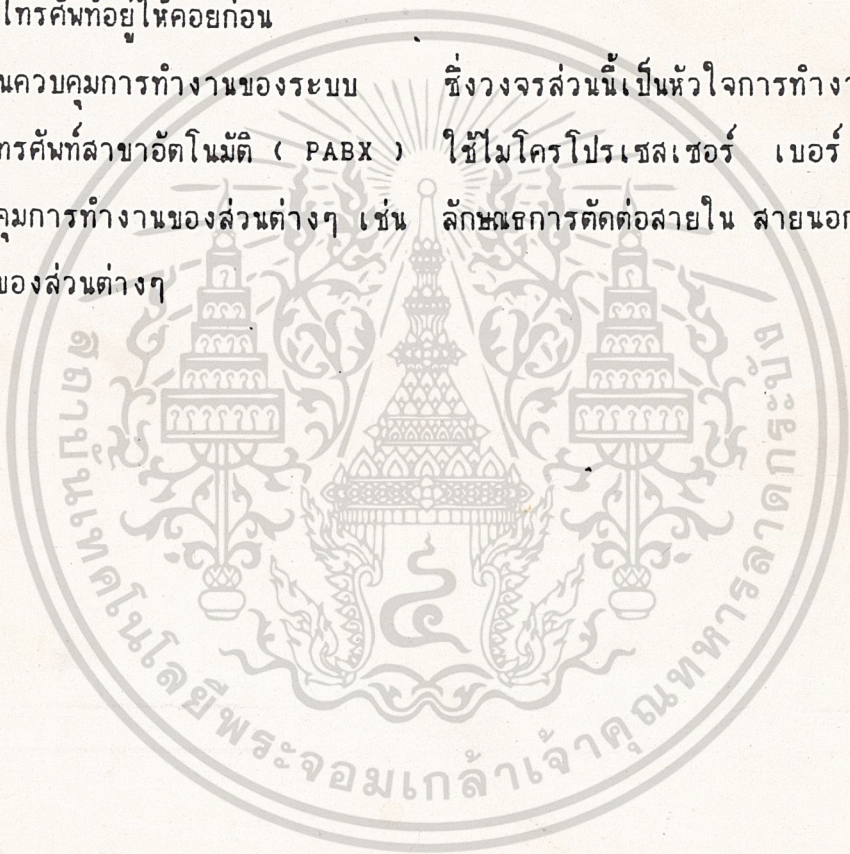 โทรศัพท์อยู่ให้คอยก่อน
นควบคุมการทำงานของระบบ ซึ่งวงจรส่วนนี้เป็นหัวใจการทำงา
ทรศัพท์สาขาอัตโนมัติ ( PABX ) ใช้ไมโครโปรเซสเซอร์ เบอร์
คุมการทำงานของส่วนต่างๆ เช่น ลักษณะการตัดต่อสายใน สายนอก
ของส่วนต่างๆ
สถาบันเทคโนโลยีพระจอมเกล้าเจ้าคุณทหารลาดกระบัง